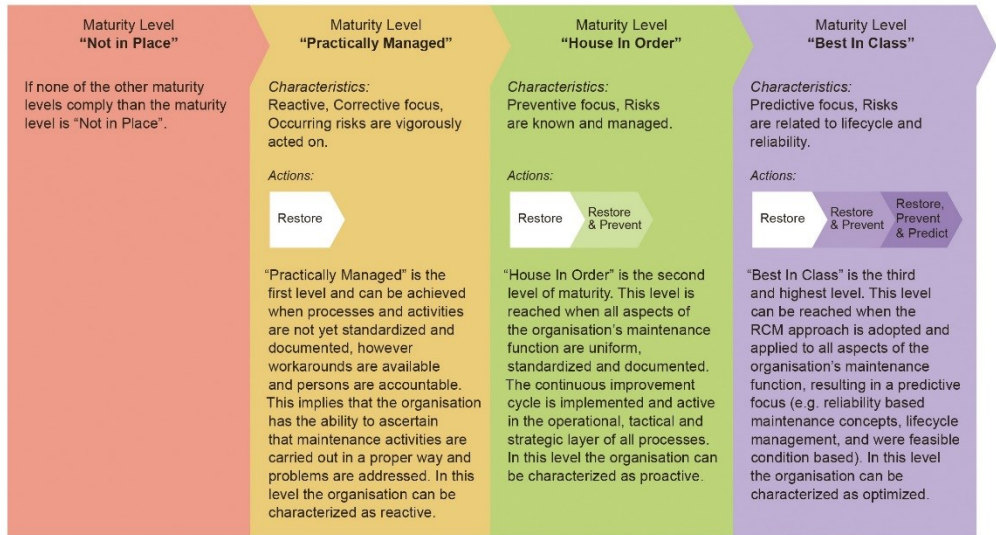 Maturity Level
“Not in Place”
If none of the other maturity
levels comply than the maturity
level is “Not in Place”.
Maturity Level
“Practically Managed”
Characteristics:
Reactive, Corrective focus,
Occurring risks are vigorously
acted on.
Actions:
Restore
“Practically Managed” is the
first level and can be achieved
when processes and activities
are not yet standardized and
documented, however
workarounds are available
and persons are accountable.
This implies that the organisation
has the ability to ascertain
that maintenance activities are
carried out in a proper way and
problems are addressed. In this
level the organisation can be
characterized as reactive.
Maturity Level
“House In Order”
Characteristics:
Preventive focus, Risks
are known and managed.
Actions:
Restore
Restore
& Prevent
“House In Order” is the second
level of maturity. This level is
reached when all aspects of
the organisation’s maintenance
function are uniform,
standardized and documented.
The continuous improvement
cycle is implemented and active
in the operational, tactical and
strategic layer of all processes.
In this level the organisation can
be characterized as proactive.
Maturity Level
“Best In Class”
Characteristics:
Predictive focus, Risks
are related to lifecycle and
reliability.
Actions:
Restore
Restore
& Prevent
Restore,
Prevent
& Predict
“Best In Class” is the third
and highest level. This level
can be reached when the
RCM approach is adopted and
applied to all aspects of the
organisation’s maintenance
function, resulting in a predictive
focus (e.g. reliability based
maintenance concepts, lifecycle
management, and were feasible
condition based). In this level
the organisation can be
characterized as optimized.